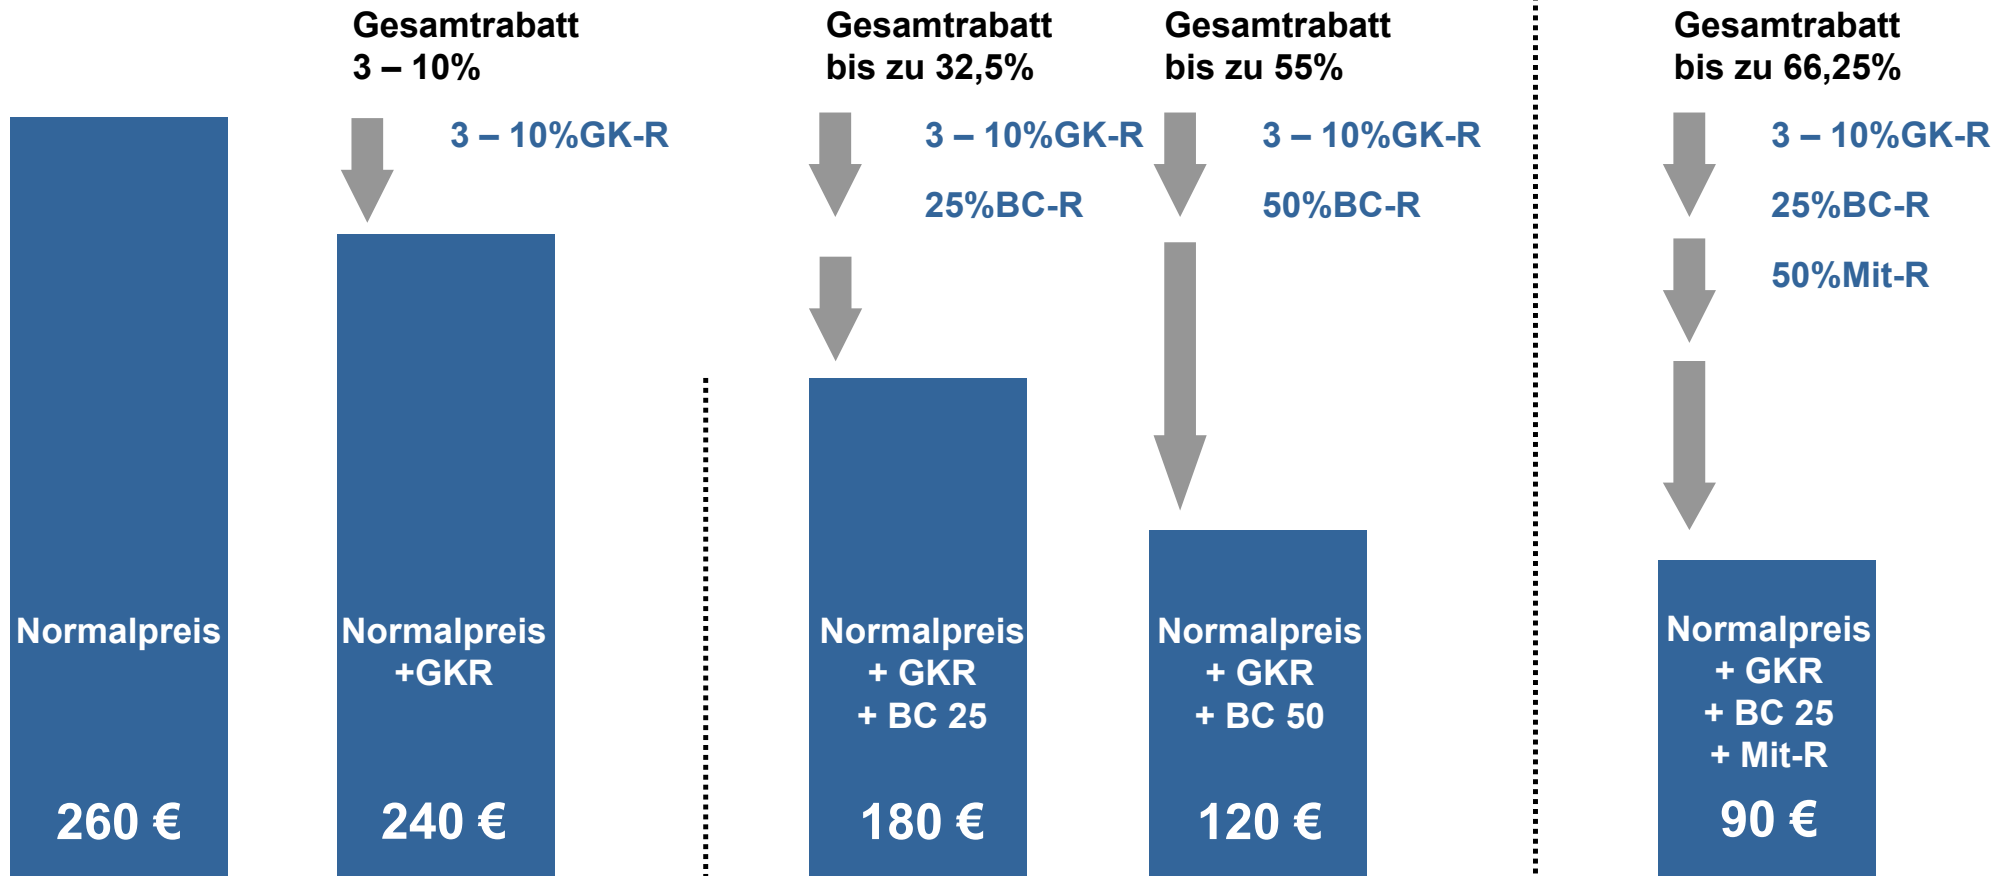 Gesamtrabatt
3 – 10%
3 – 10%GK-R
Gesamtrabatt
bis zu 32,5%
3 – 10%GK-R
25%BC-R
Gesamtrabatt
bis zu 55%
3 – 10%GK-R
50%BC-R
Gesamtrabatt
bis zu 66,25%
3 – 10%GK-R
25%BC-R
50%Mit-R
Normalpreis
260 €
Normalpreis
+GKR
240 €
Normalpreis
+ GKR
+ BC 25
180 €
Normalpreis
+ GKR
+ BC 50
120 €
Normalpreis
+ GKR
+ BC 25
+ Mit-R
90 €